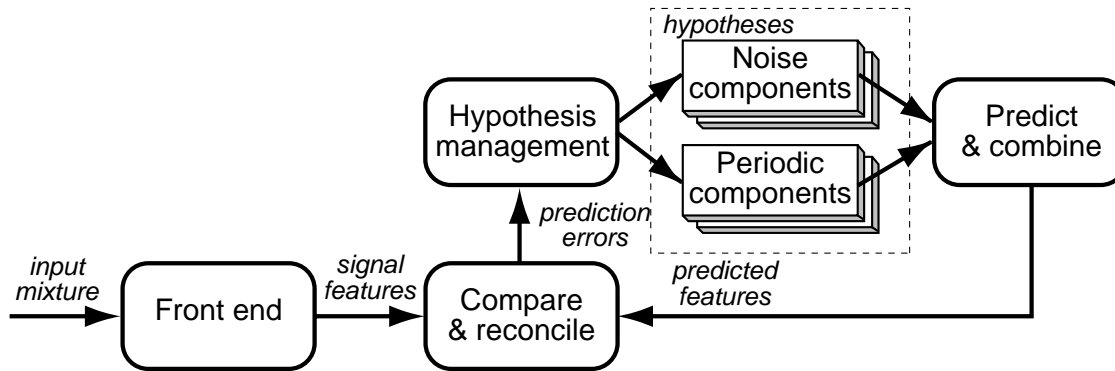 hypotheses
Noise
components
Hypothesis
management
Predict
& combine
Periodic
components
prediction
errors
input
mixture
Front end
signal
features
Compare
& reconcile
predicted
features